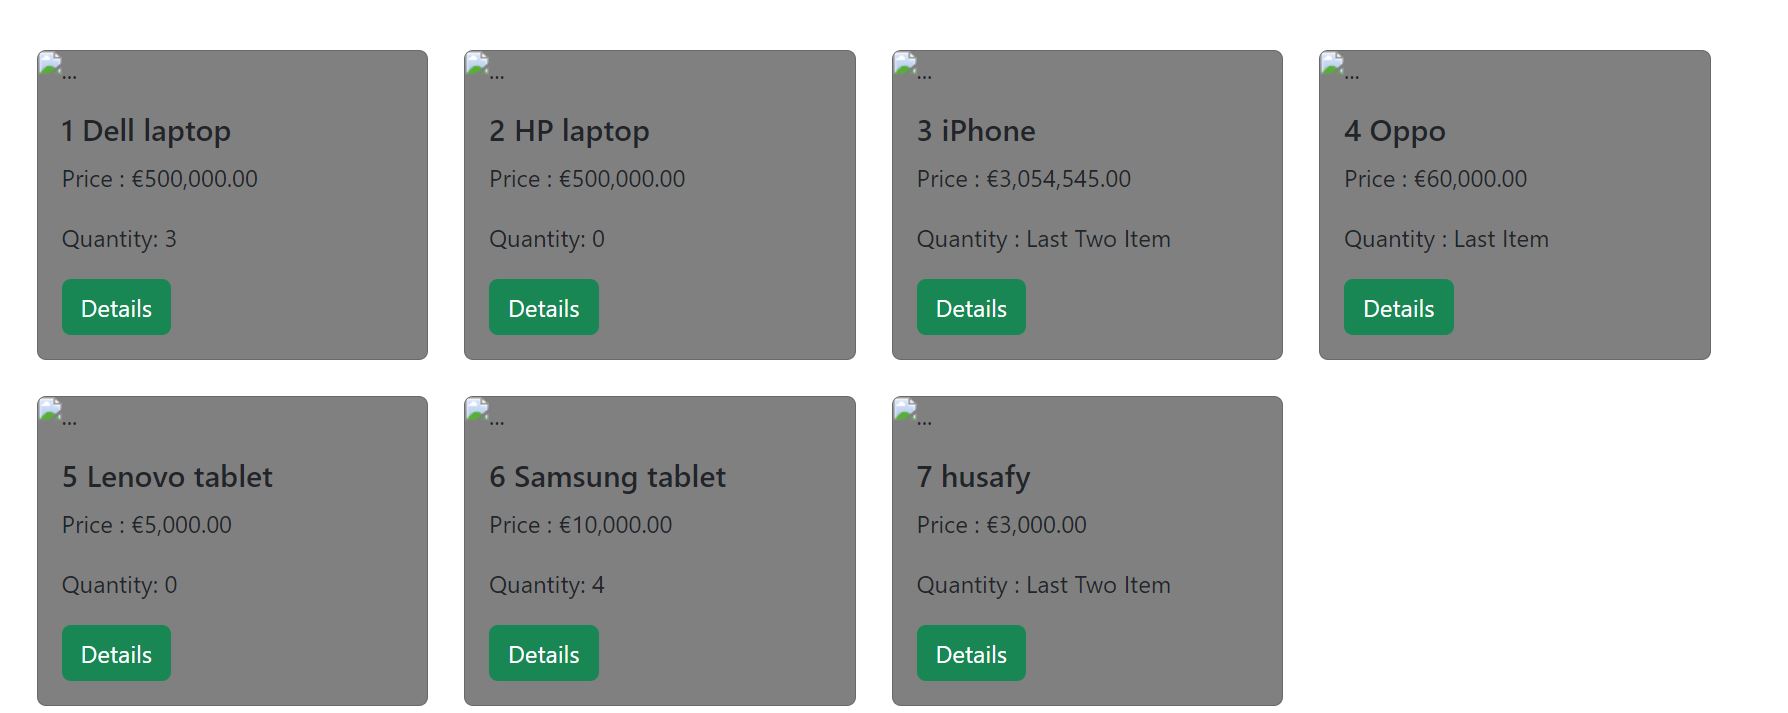 ...
1 Dell laptop
Price : €500,000.00
Quantity: 3
Details
...
2 HP laptop
Price : €500,000.00
Quantity: 0
Details
...
3 iPhone
Price : €3,054,545.00
Quantity : Last Two Item
Details
...
4 Oppo
Price : €60,000.00
Quantity : Last Item
Details
...
5 Lenovo tablet
Price : €5,000.00
Quantity: 0
Details
...
6 Samsung tablet
Price : €10,000.00
Quantity: 4
Details
...
7 husafy
Price : €3,000.00
Quantity : Last Two Item
Details